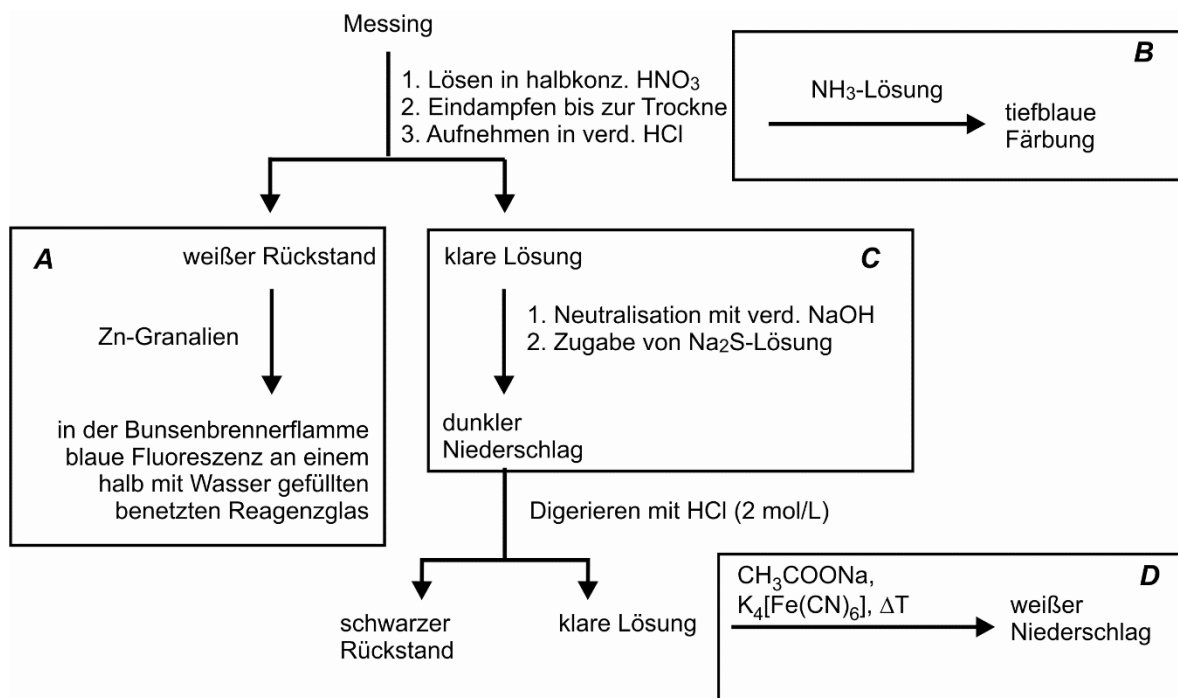 Messing
1. Lösen in halbkonz. HNO3
2. Eindampfen bis zur Trockne
3. Aufnehmen in verd. HCl
B
NH3-Lösung
tiefblaue
Färbung
A
weißer Rückstand
Zn-Granalien
in der Bunsenbrennerflamme
blaue Fluoreszenz an einem
halb mit Wasser gefüllten
benetzten Reagenzglas
klare Lösung
C
1. Neutralisation mit verd. NaOH
2. Zugabe von Na2S-Lösung
dunkler
Niederschlag
Digerieren mit HCl (2 mol/L)
schwarzer
Rückstand
klare Lösung
CH3COONa,
K4[Fe(CN)6], ΔT
D
weißer
Niederschlag